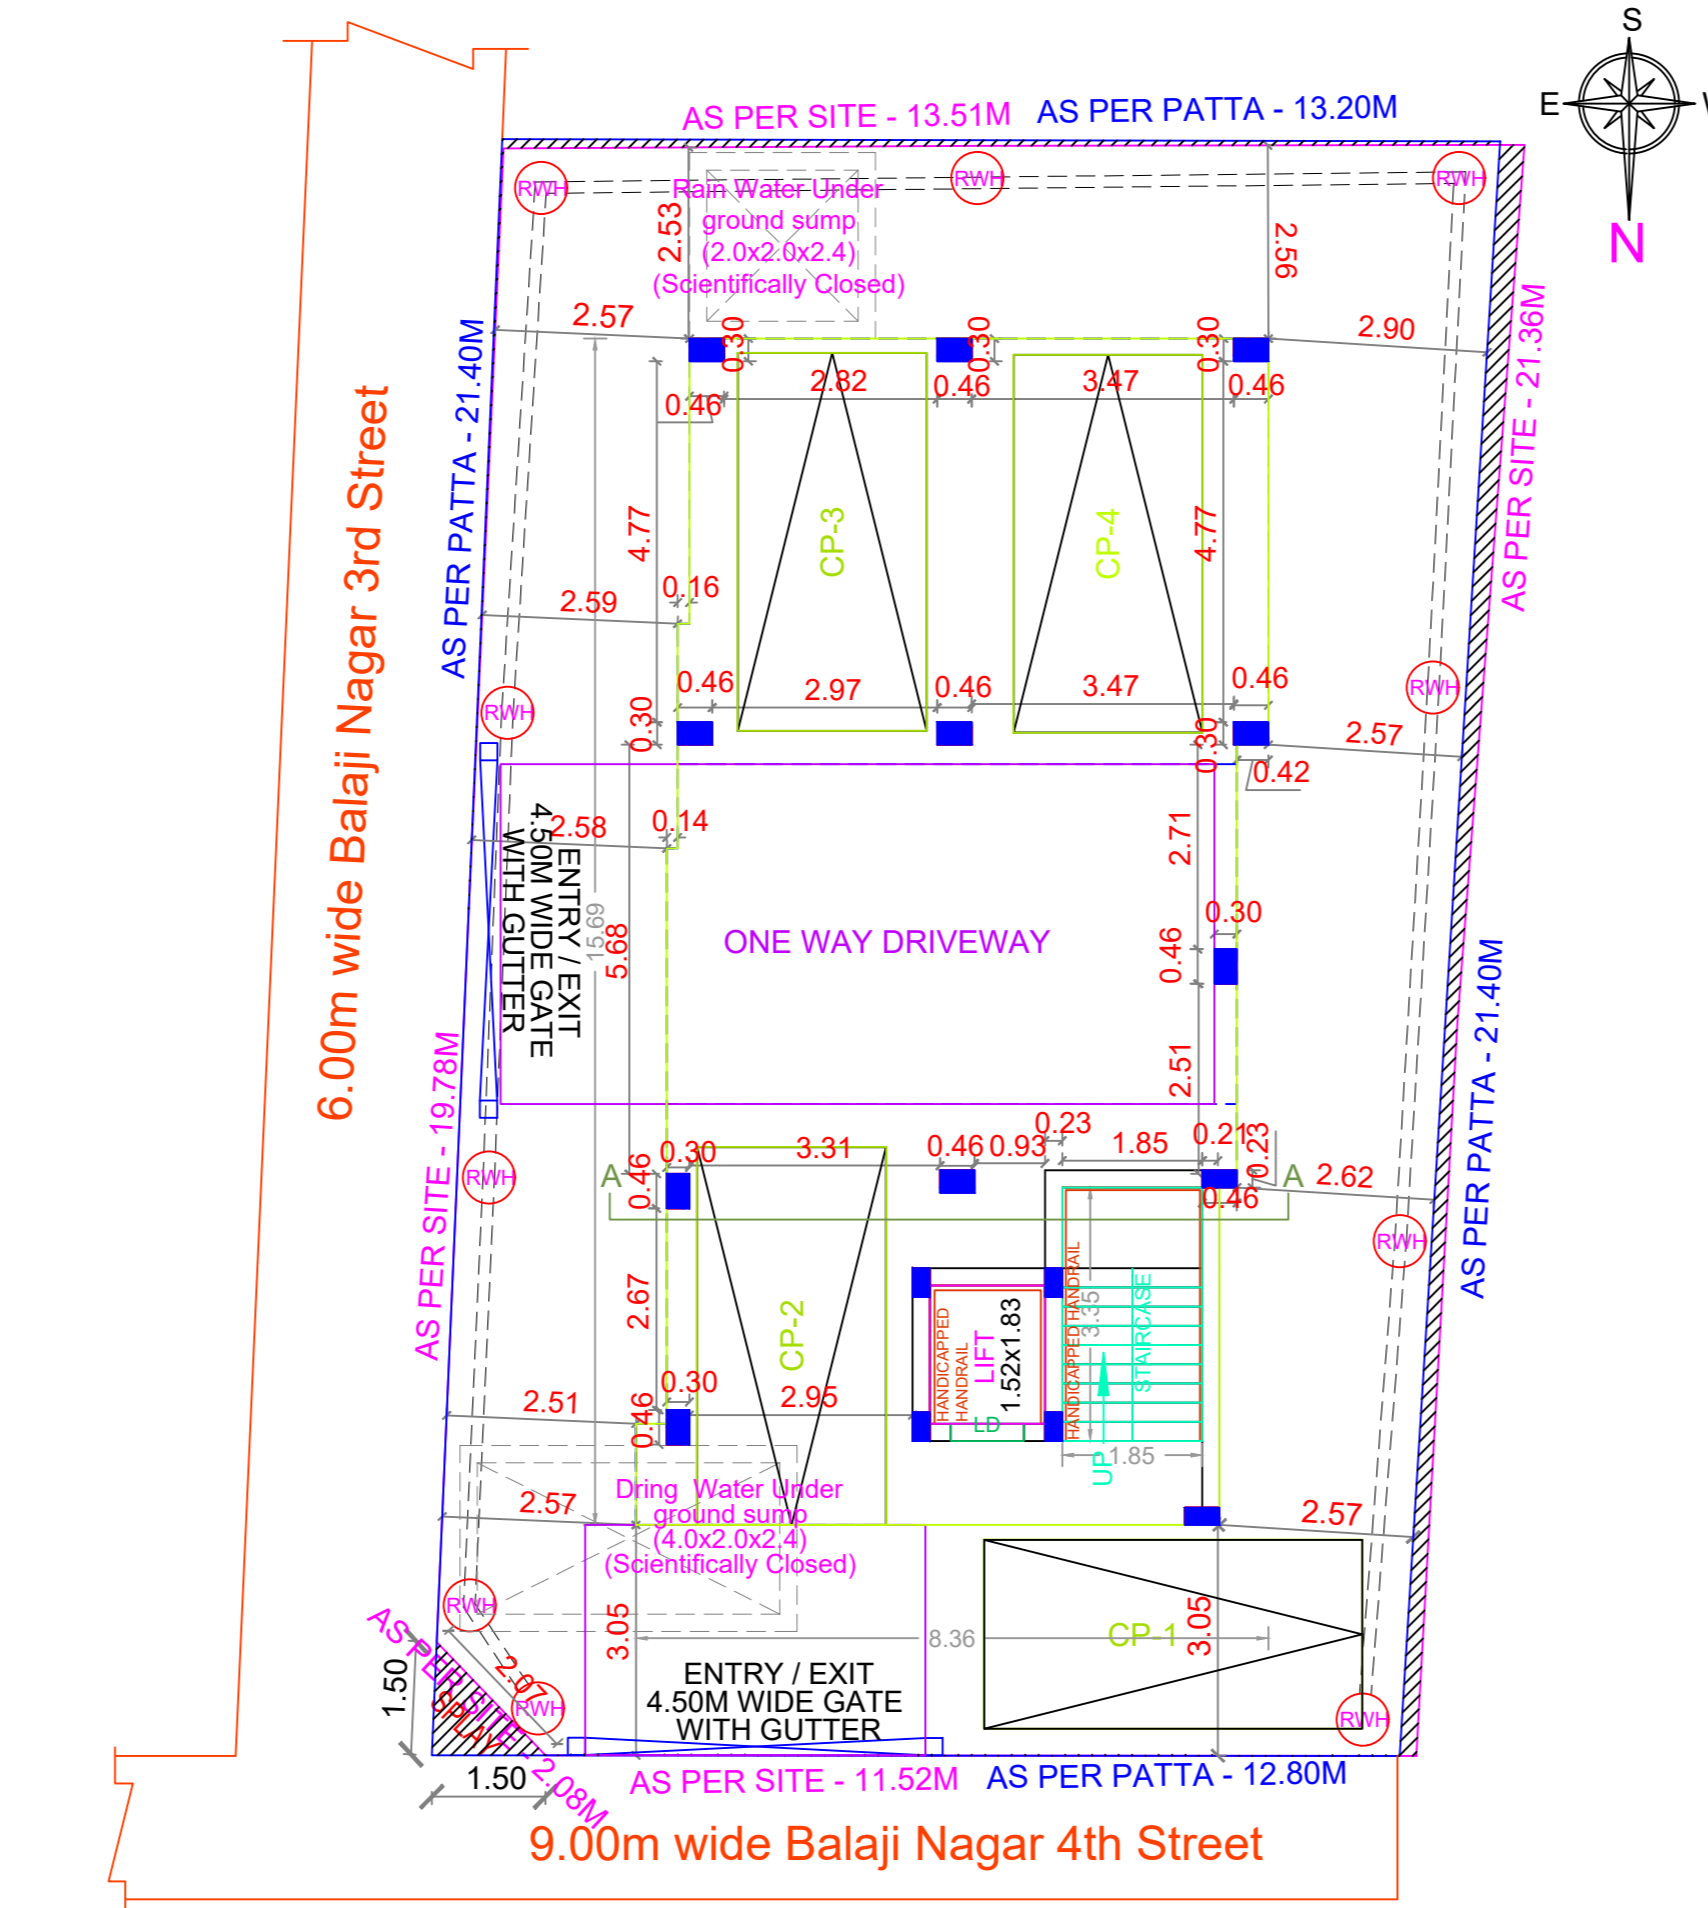 S
E
W
N
AS PER SITE - 13.51M
AS PER PATTA - 13.20M
RWH
RWH
RWH
Rain Water Under
ground sump
(2.0x2.0x2.4)
(Scientifically Closed)
2.53
2.56
2.57
2.90
0.30
0.30
0.30
2.82
0.46
3.47
0.46
0.46
AS PER PATTA - 21.40M
AS PER SITE - 21.36M
6.00m wide Balaji Nagar 3rd Street
4.77
CP-3
CP-4
4.77
0.16
2.59
0.46
2.97
0.46
3.47
0.46
RWH
RWH
0.30
0.30
2.57
0.42
2.58
0.14
2.71
ENTRY / EXIT
4.50M WIDE GATE
WITH GUTTER
15.69
5.68
ONE WAY DRIVEWAY
0.30
0.46
2.51
AS PER SITE - 19.78M
AS PER PATTA - 21.40M
0.23
0.30
3.31
0.46
0.93
1.85
0.21
0.23
A
A
0.46
0.46
2.62
RWH
RWH
2.67
CP-2
HANDICAPPED
HANDRAIL
LIFT
1.52x1.83
HANDICAPPED HANDRAIL
3.35
STAIRCASE
LD
UP
1.85
0.30
2.95
0.46
2.51
2.57
2.57
Dring Water Under
ground sump
(4.0x2.0x2.4)
(Scientifically Closed)
RWH
3.05
8.36
CP-1
3.05
AS PER SITE - 2.08M
SPLAY
2.07
RWH
RWH
1.50
1.50
ENTRY / EXIT
4.50M WIDE GATE
WITH GUTTER
AS PER SITE - 11.52M
AS PER PATTA - 12.80M
9.00m wide Balaji Nagar 4th Street